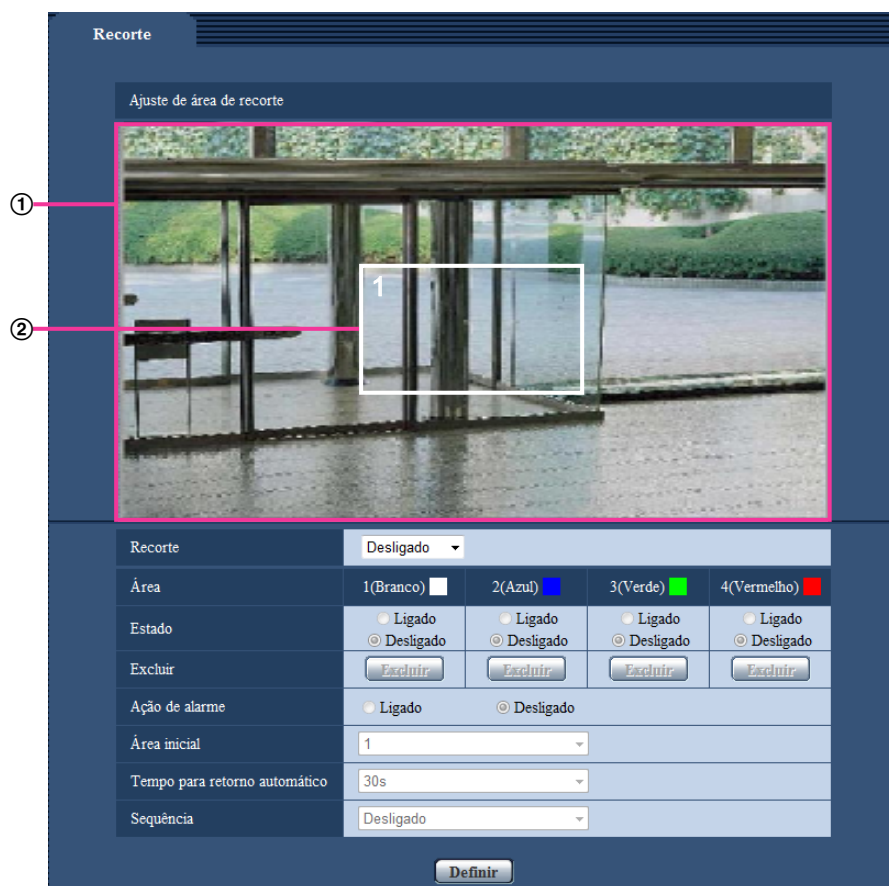 Recorte
Ajuste de área de recorte
①
②
1
Recorte Desligado
Área 1(Branco) 2(Azul) 3(Verde) 4(Vermelho)
Estado Ligado Ligado Ligado Ligado
Desligado Desligado Desligado Desligado
Excluir Excluir Excluir Excluir Excluir
Ação de alarme Ligado Desligado
Área inicial 1
Tempo para retorno automático 30s
Sequência Desligado
Definir